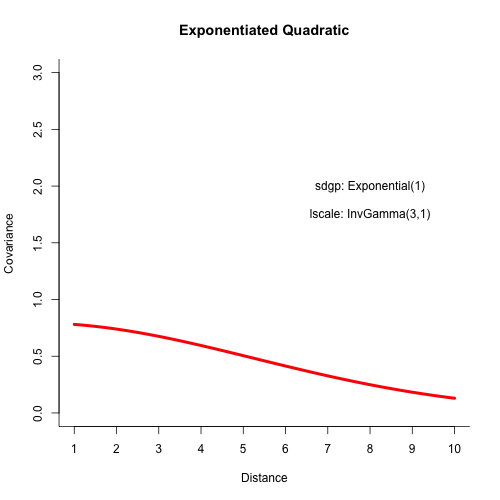 Exponentiated Quadratic
3.0
2.5
2.0
1.5
1.0
0.5
0.0
Covariance
sdgp: Exponential(1)
lscale: InvGamma(3,1)
1 2 3 4 5 6 7 8 9 10
Distance